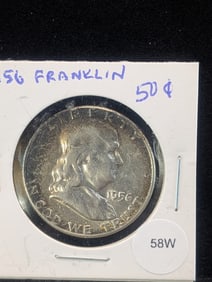 56 FRANKLIN
50¢
LIBERTY
1956
IN GOD WE TRUST
58W